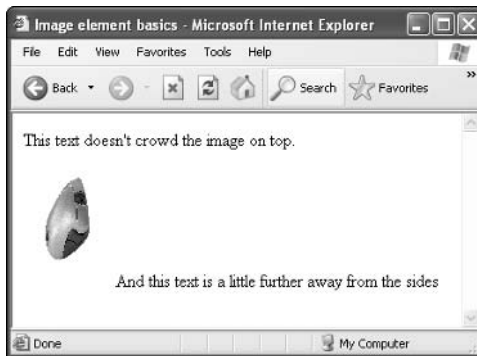 Image element basics - Microsoft Internet Explorer
File Edit View Favorites Tools Help
Back Search Favorites »
This text doesn't crowd the image on top.
And this text is a little further away from the sides
Done My Computer